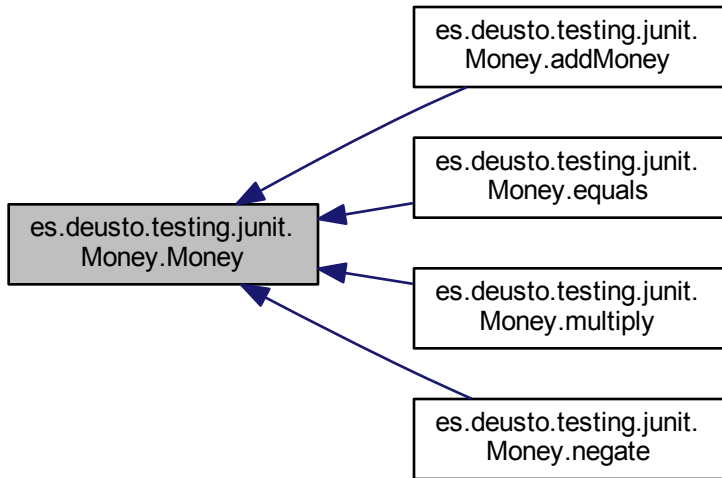 es.deusto.testing.junit.
Money.addMoney
es.deusto.testing.junit.
Money.equals
es.deusto.testing.junit.
Money.Money
es.deusto.testing.junit.
Money.multiply
es.deusto.testing.junit.
Money.negate